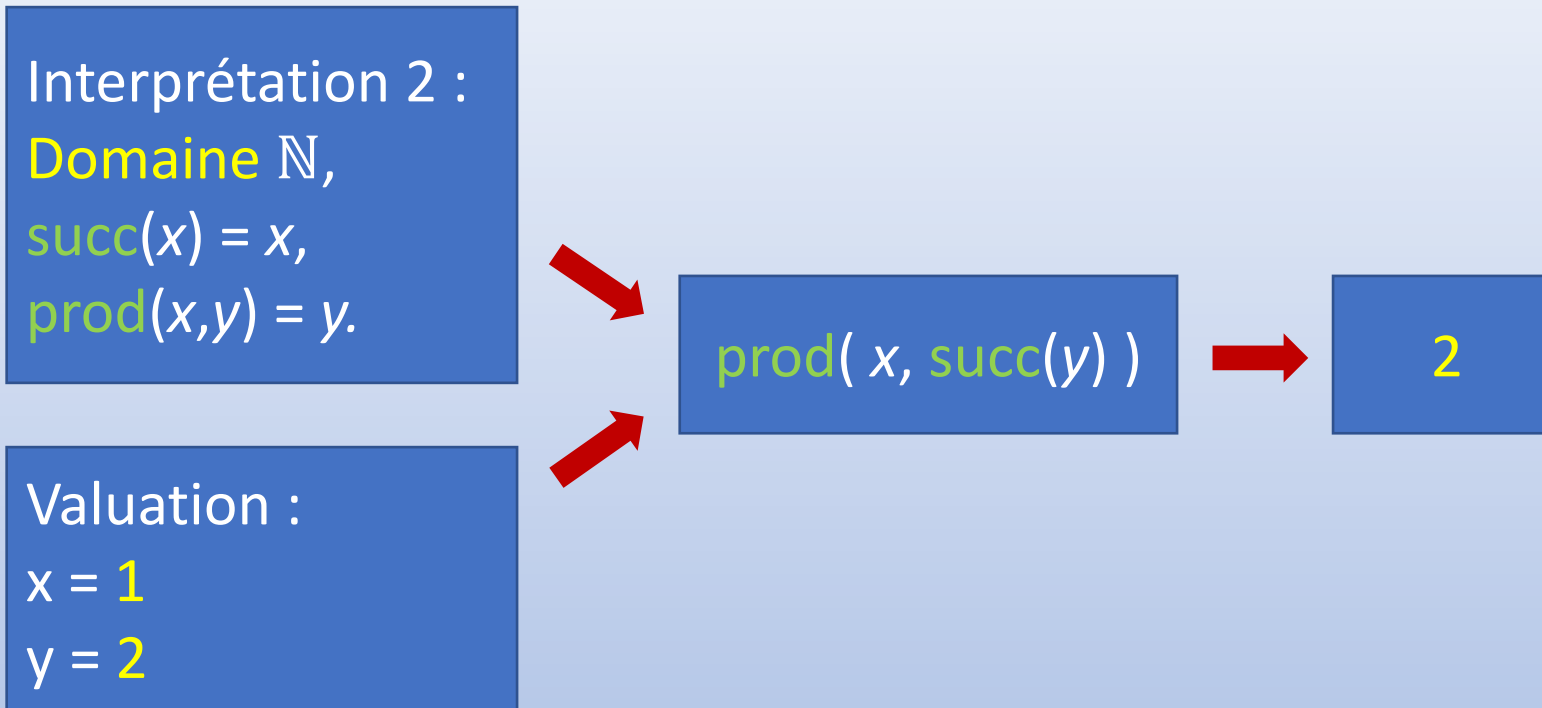 Interprétation 2 :
Domaine ℕ,
succ(x) = x,
prod(x,y) = y.
Valuation :
x = 1
y = 2
prod( x, succ(y) )
2